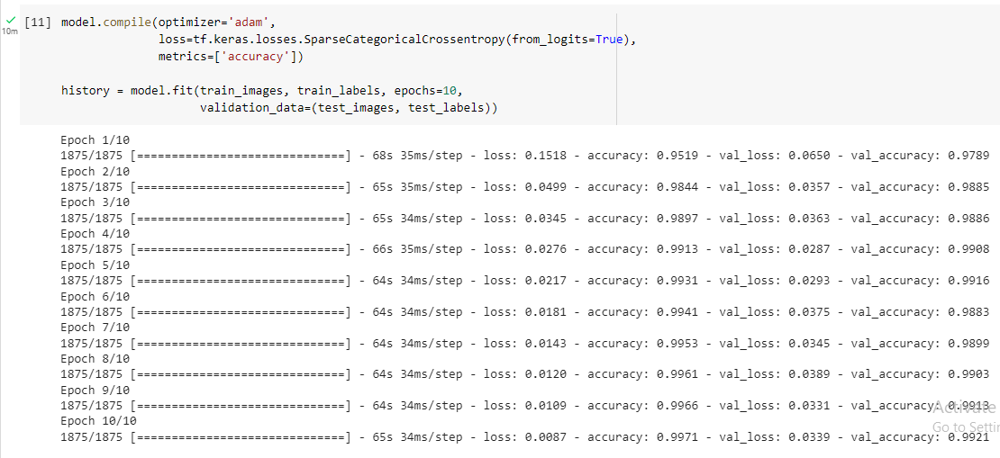 [11] model.compile(optimizer='adam',
loss=tf.keras.losses.SparseCategoricalCrossentropy(from_logits=True),
metrics=['accuracy'])
10m
history = model.fit(train_images, train_labels, epochs=10,
validation_data=(test_images, test_labels))
Epoch 1/10
1875/1875 [==============================] - 68s 35ms/step - loss: 0.1518 - accuracy: 0.9519 - val_loss: 0.0650 - val_accuracy: 0.9789
Epoch 2/10
1875/1875 [==============================] - 65s 35ms/step - loss: 0.0499 - accuracy: 0.9844 - val_loss: 0.0357 - val_accuracy: 0.9885
Epoch 3/10
1875/1875 [==============================] - 65s 34ms/step - loss: 0.0345 - accuracy: 0.9897 - val_loss: 0.0363 - val_accuracy: 0.9886
Epoch 4/10
1875/1875 [==============================] - 66s 35ms/step - loss: 0.0276 - accuracy: 0.9913 - val_loss: 0.0287 - val_accuracy: 0.9908
Epoch 5/10
1875/1875 [==============================] - 64s 34ms/step - loss: 0.0217 - accuracy: 0.9931 - val_loss: 0.0293 - val_accuracy: 0.9916
Epoch 6/10
1875/1875 [==============================] - 64s 34ms/step - loss: 0.0181 - accuracy: 0.9941 - val_loss: 0.0375 - val_accuracy: 0.9883
Epoch 7/10
1875/1875 [==============================] - 64s 34ms/step - loss: 0.0143 - accuracy: 0.9953 - val_loss: 0.0345 - val_accuracy: 0.9899
Epoch 8/10
1875/1875 [==============================] - 64s 34ms/step - loss: 0.0120 - accuracy: 0.9961 - val_loss: 0.0389 - val_accuracy: 0.9903
Epoch 9/10
1875/1875 [==============================] - 64s 34ms/step - loss: 0.0109 - accuracy: 0.9966 - val_loss: 0.0331 - val_accuracy: 0.9913
Activate
Epoch 10/10
Go to Settin
1875/1875 [==============================] - 65s 34ms/step - loss: 0.0087 - accuracy: 0.9971 - val_loss: 0.0339 - val_accuracy: 0.9921